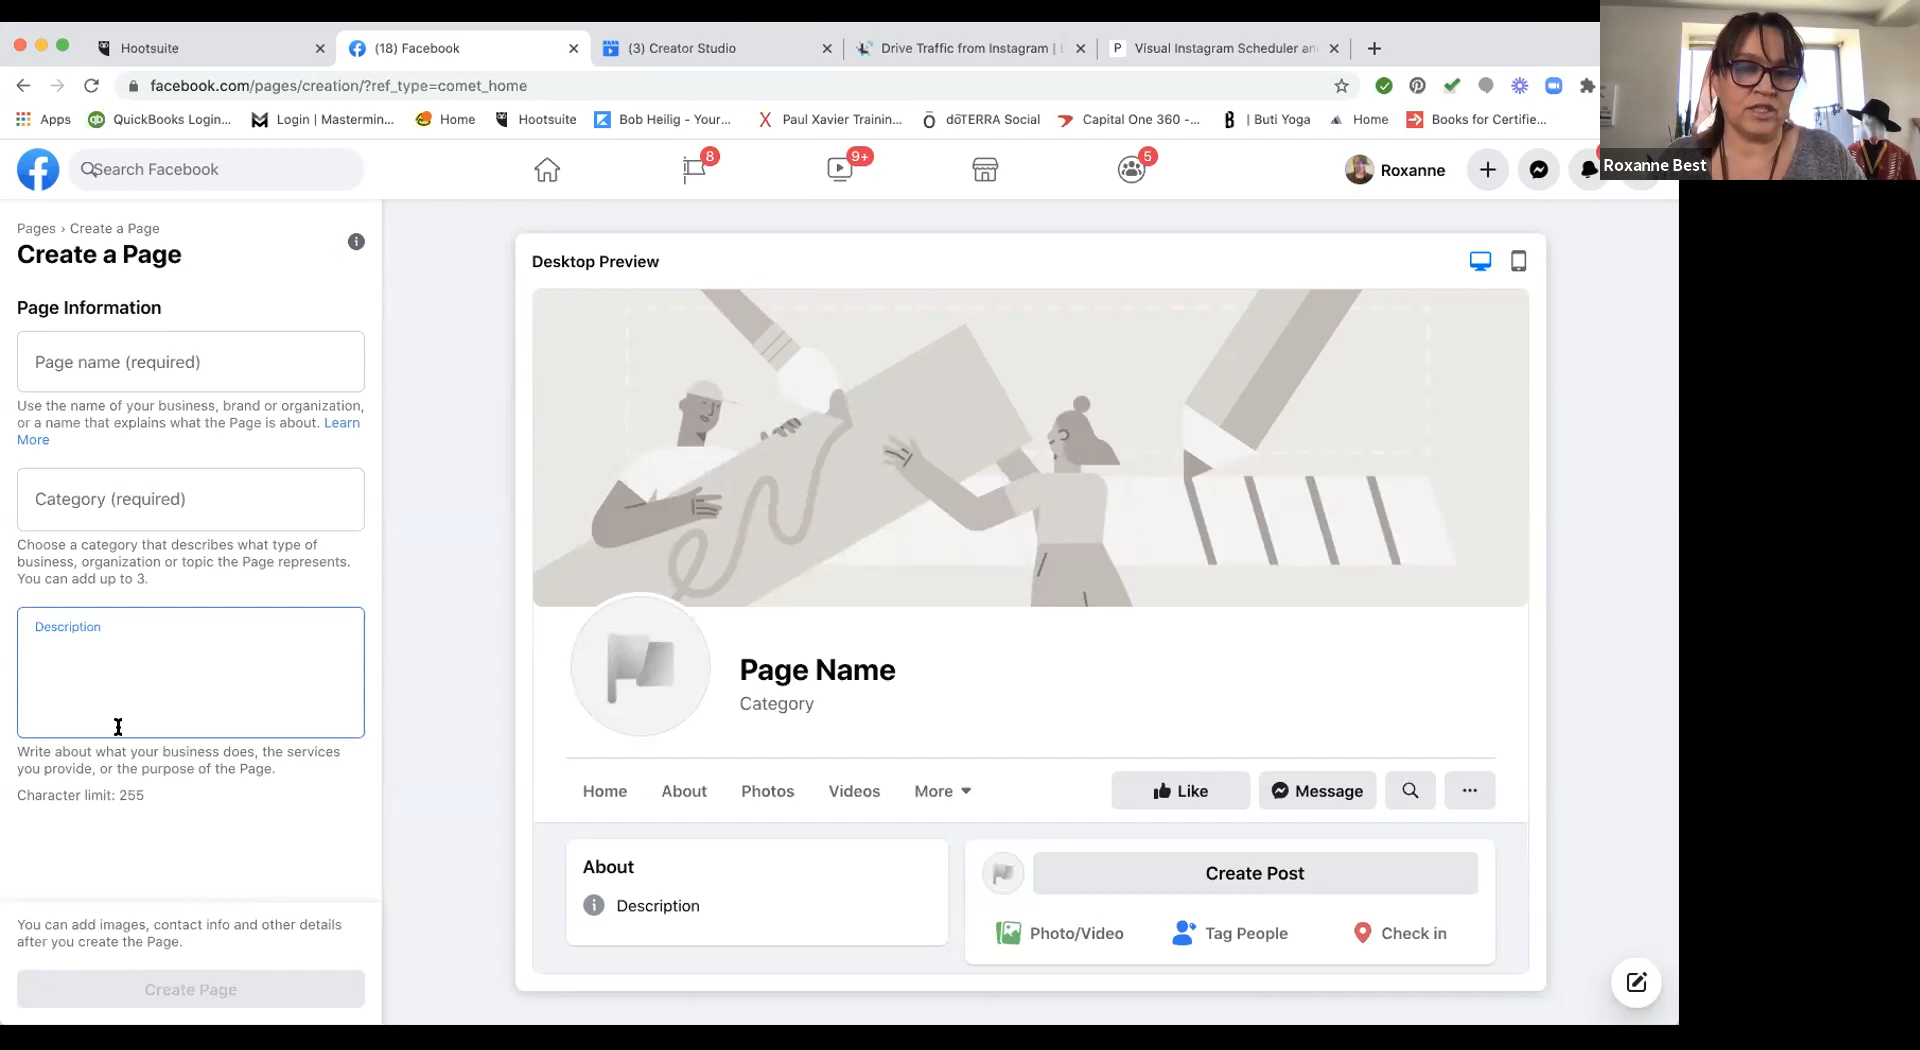 Hootsuite
(18) Facebook
(3) Creator Studio
Drive Traffic from Instagram |
Visual Instagram Scheduler an
facebook.com/pages/creation/?ref_type=comet_home
Apps
QuickBooks Login...
Login | Mastermin...
Home
Hootsuite
Bob Heilig - Your...
Paul Xavier Trainin...
dōTERRA Social
Capital One 360 -...
| Buti Yoga
Home
Books for Certifie...
Roxanne Best
Search Facebook
8
9+
5
Roxanne
Pages › Create a Page
Create a Page
Page Information
Page name (required)
Use the name of your business, brand or organization,
or a name that explains what the Page is about. Learn
More
Category (required)
Choose a category that describes what type of
business, organization or topic the Page represents.
You can add up to 3.
Description
Write about what your business does, the services
you provide, or the purpose of the Page.
Character limit: 255
You can add images, contact info and other details
after you create the Page.
Create Page
Desktop Preview
Page Name
Category
Home
About
Photos
Videos
More
Like
Message
About
Description
Create Post
Photo/Video
Tag People
Check in